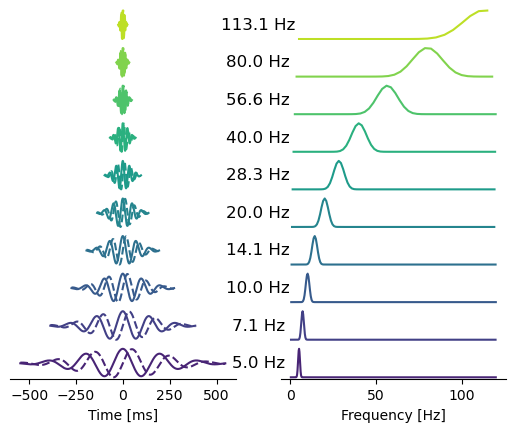 113.1 Hz
80.0 Hz
56.6 Hz
40.0 Hz
28.3 Hz
20.0 Hz
14.1 Hz
10.0 Hz
7.1 Hz
5.0 Hz
−500 −250 0 250 500
Time [ms]
0 50 100
Frequency [Hz]